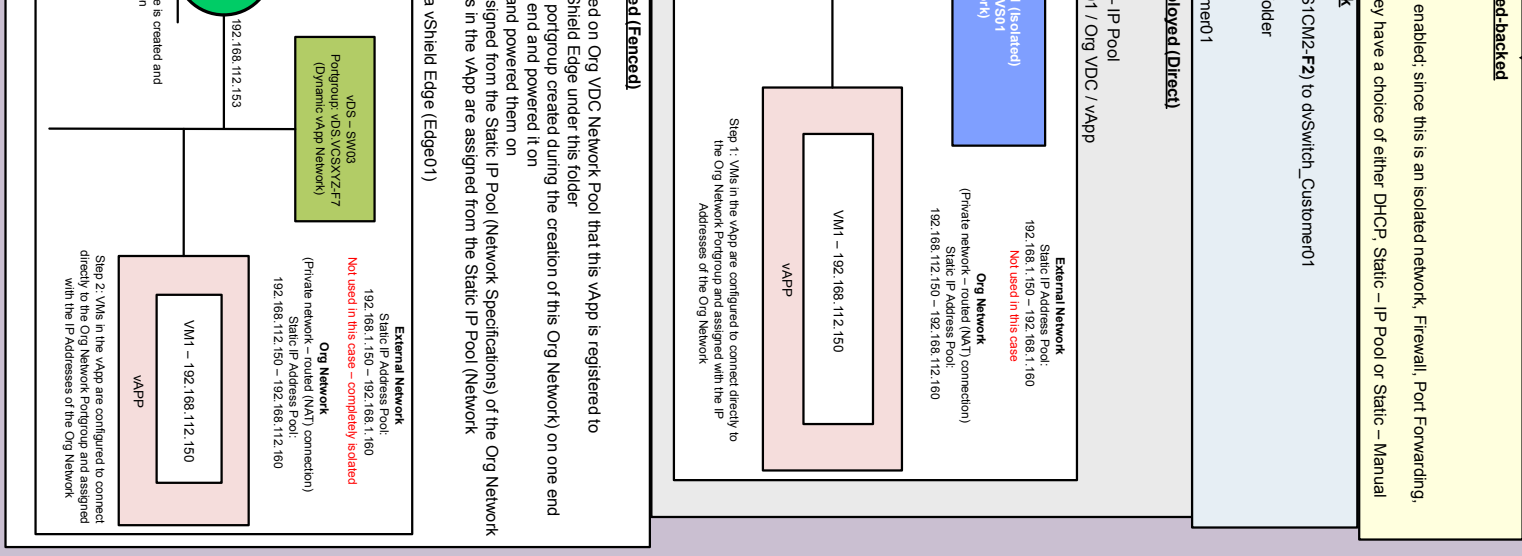 ed-backed
enabled; since this is an isolated network, Firewall, Port Forwarding,
ey have a choice of either DHCP, Static – IP Pool or Static – Manual
S1CM2-F2) to dvSwitch_Customer01
older
mer01
loyed (Direct)
– IP Pool
01 / Org VDC / vApp
(Isolated)
VS01
rk)
External Network
Static IP Address Pool:
192.168.1.150 – 192.168.1.160
Not used in this case
Org Network
(Private network – routed (NAT) connection)
Static IP Address Pool:
192.168.112.150 – 192.168.112.160
VM1 – 192.168.112.150
vAPP
Step 1: VMs in the vApp are configured to connect directly to
the Org Network Portgroup and assigned with the IP
Addresses of the Org Network
ed (Fenced)
ed on Org VDC Network Pool that this vApp is registered to
Shield Edge under this folder
portgroup created during the creation of this Org Network) on one end
end and powered it on
and powered them on
signed from the Static IP Pool (Network Specifications) of the Org Network
s in the vApp are assigned from the Static IP Pool (Network
a vShield Edge (Edge01)
vDS – SW03
Portgroup: vDS.VCSXYZ-F7
(Dynamic vApp Network)
192.168.112.153
e is created and
n
External Network
Static IP Address Pool:
192.168.1.150 – 192.168.1.160
Not used in this case – completely isolated
Org Network
(Private network – routed (NAT) connection)
Static IP Address Pool:
192.168.112.150 – 192.168.112.160
VM1 – 192.168.112.150
vAPP
Step 2: VMs in the vApp are configured to connect
directly to the Org Network Portgroup and assigned
with the IP Addresses of the Org Network